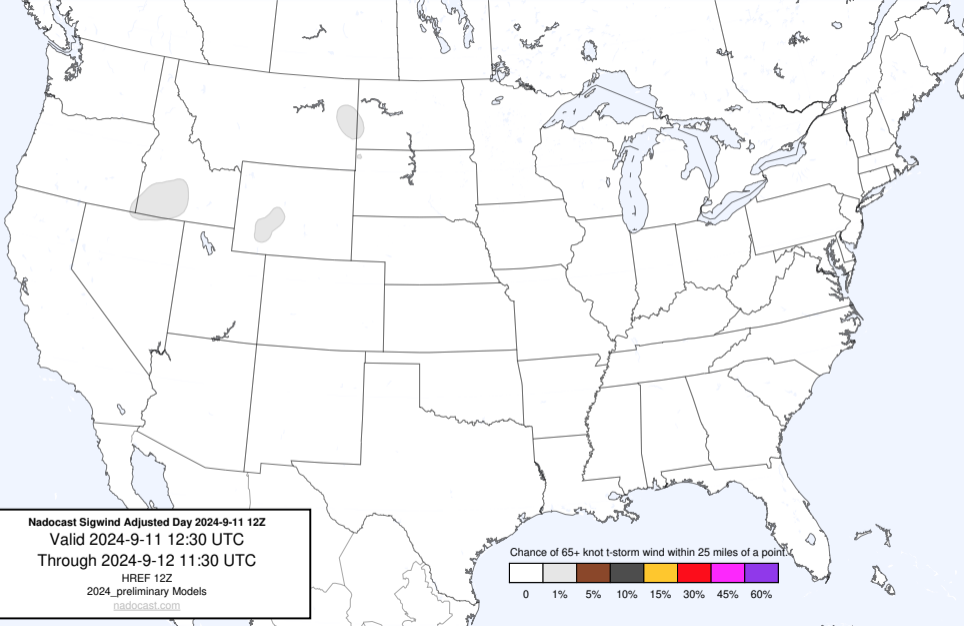 Nadocast Sigwind Adjusted Day 2024-9-11 12Z
Valid 2024-9-11 12:30 UTC
Through 2024-9-12 11:30 UTC
HREF 12Z
2024_preliminary Models
nadocast.com
Chance of 65+ knot t-storm wind within 25 miles of a point.
0 1% 5% 10% 15% 30% 45% 60%